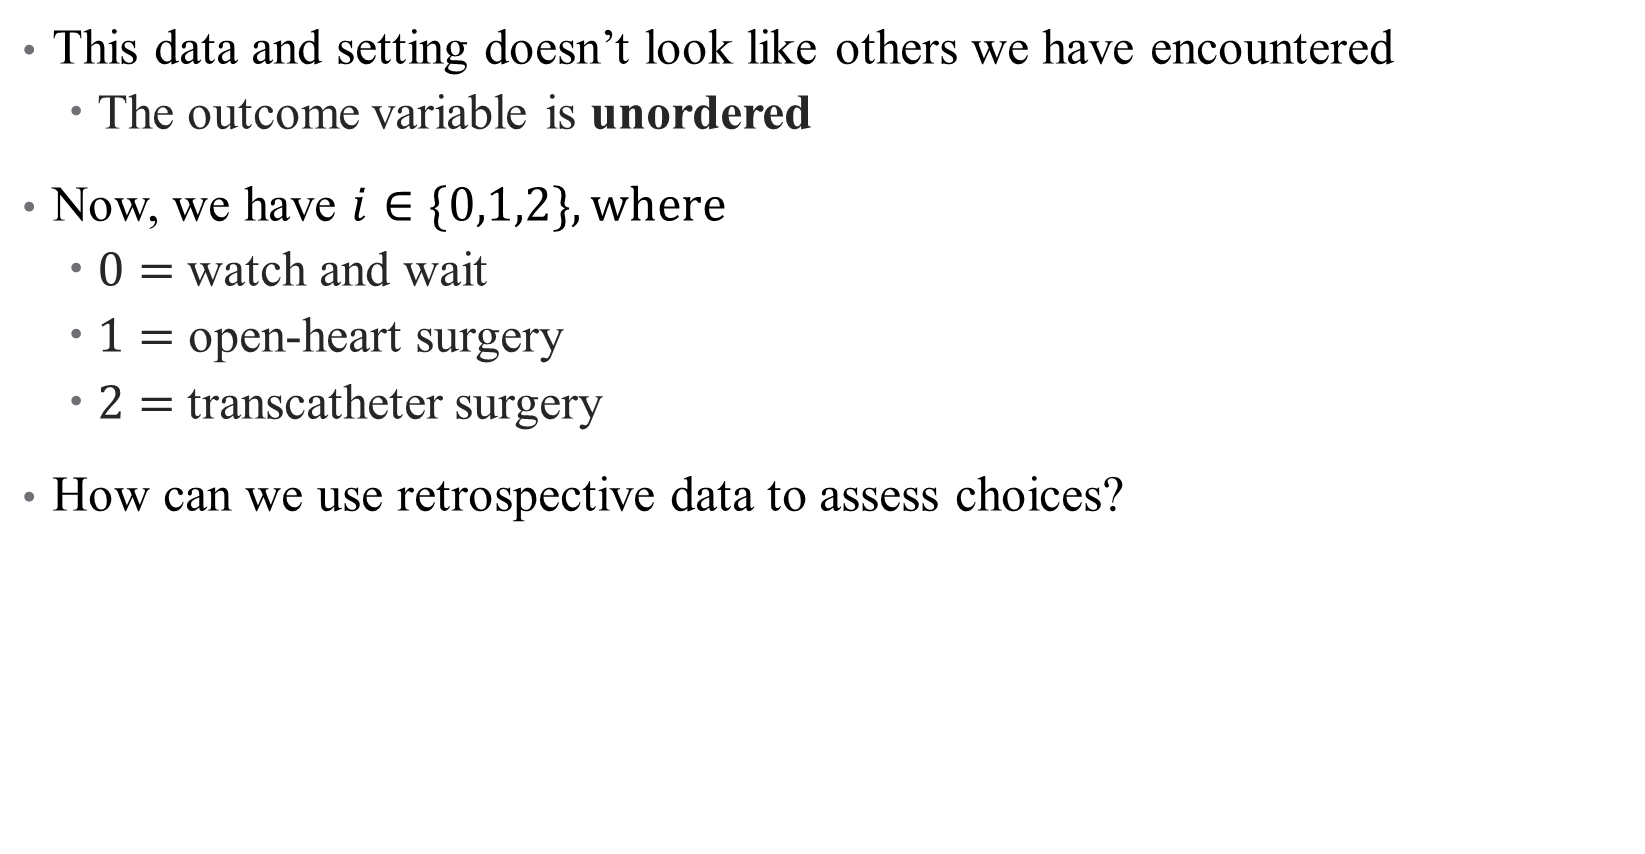 • This data and setting doesn’t look like others we have encountered
• The outcome variable is unordered
• Now, we have i ∈ {0,1,2}, where
• 0 = watch and wait
• 1 = open-heart surgery
• 2 = transcatheter surgery
• How can we use retrospective data to assess choices?